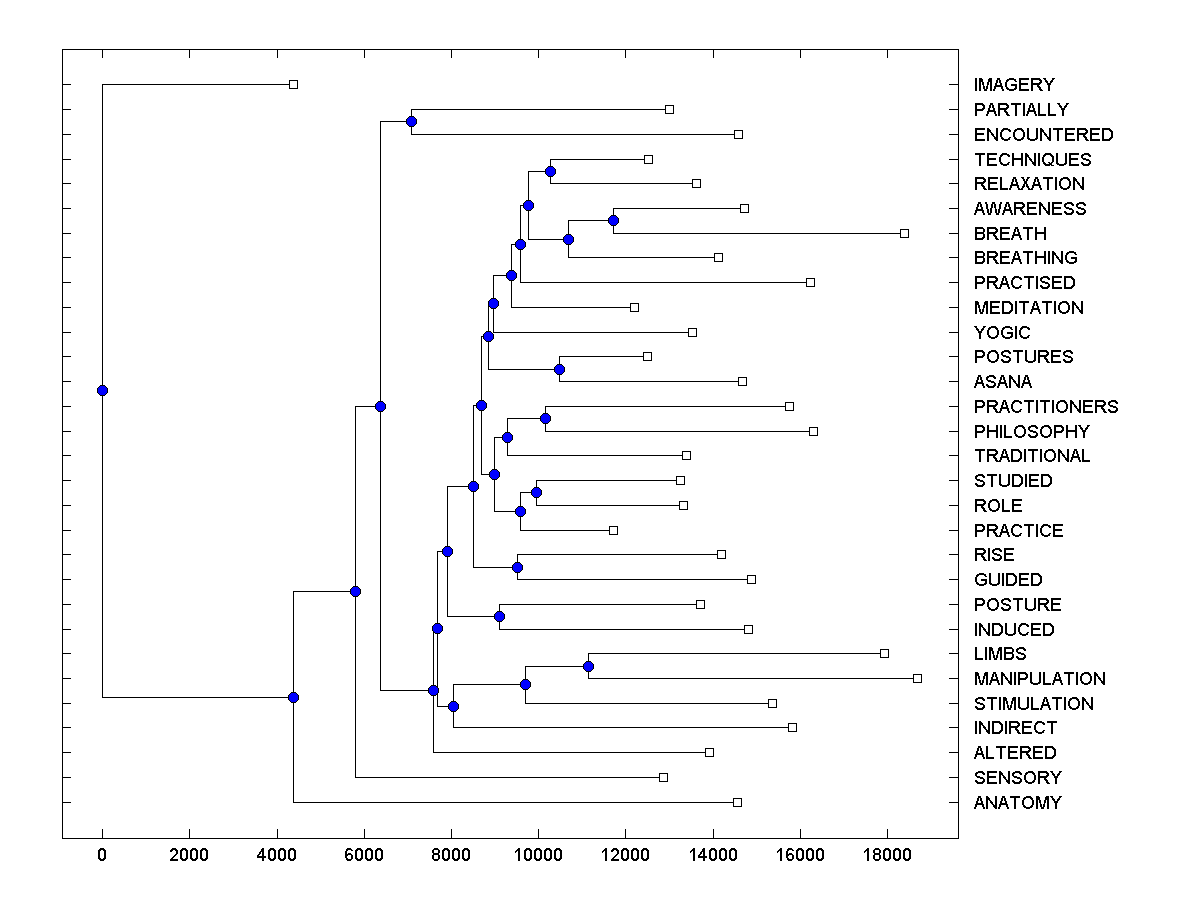 IMAGERY
PARTIALLY
ENCOUNTERED
TECHNIQUES
RELAXATION
AWARENESS
BREATH
BREATHING
PRACTISED
MEDITATION
YOGIC
POSTURES
ASANA
PRACTITIONERS
PHILOSOPHY
TRADITIONAL
STUDIED
ROLE
PRACTICE
RISE
GUIDED
POSTURE
INDUCED
LIMBS
MANIPULATION
STIMULATION
INDIRECT
ALTERED
SENSORY
ANATOMY
0 2000 4000 6000 8000 10000 12000 14000 16000 18000